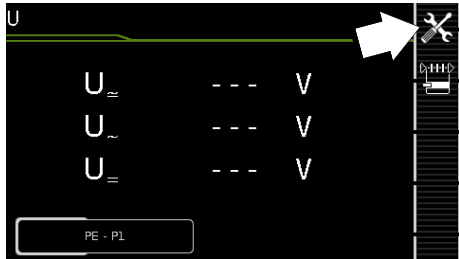 U
U≃ --- V
U~ --- V
U= --- V
PE - P1